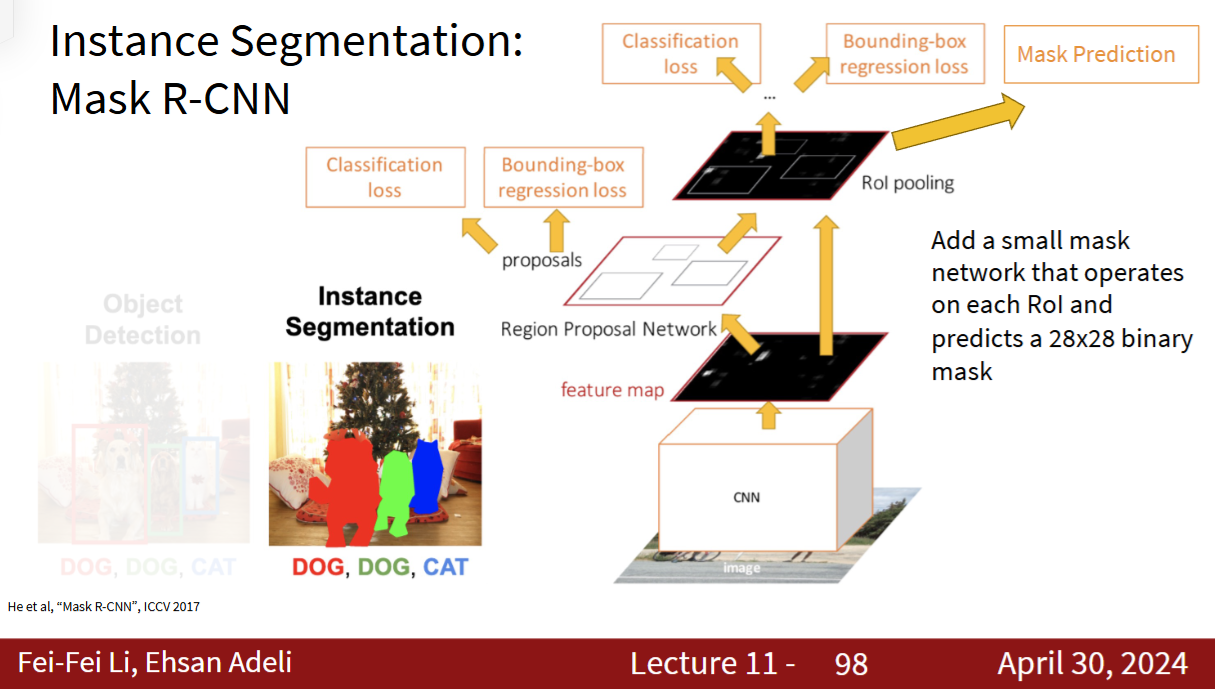 Instance Segmentation:
Mask R-CNN
Classification
loss
Bounding-box
regression loss
Mask Prediction
...
Classification
loss
Bounding-box
regression loss
RoI pooling
proposals
Region Proposal Network
feature map
CNN
image
Add a small mask
network that operates
on each RoI and
predicts a 28x28 binary
mask
Object
Detection
DOG, DOG, CAT
Instance
Segmentation
DOG, DOG, CAT
He et al, “Mask R-CNN”, ICCV 2017
Fei-Fei Li, Ehsan Adeli
Lecture 11 - 98
April 30, 2024